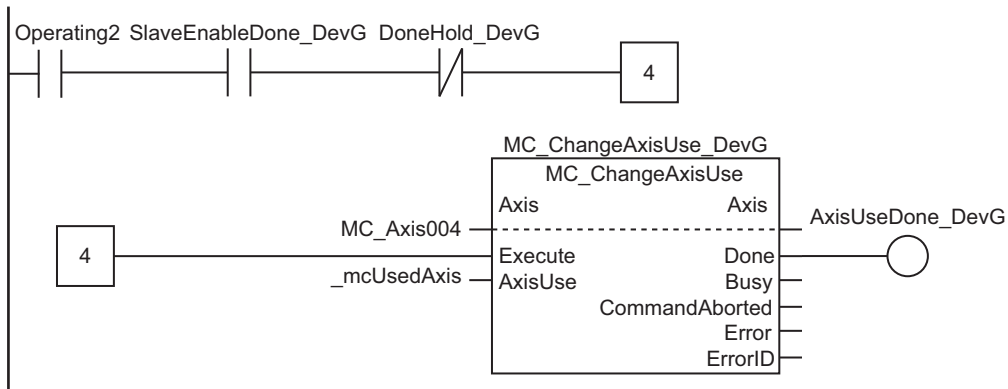 Operating2 SlaveEnableDone_DevG DoneHold_DevG
4
MC_ChangeAxisUse_DevG
MC_ChangeAxisUse
Axis Axis
MC_Axis004
AxisUseDone_DevG
4
Execute Done
_mcUsedAxis
AxisUse Busy
CommandAborted
Error
ErrorID